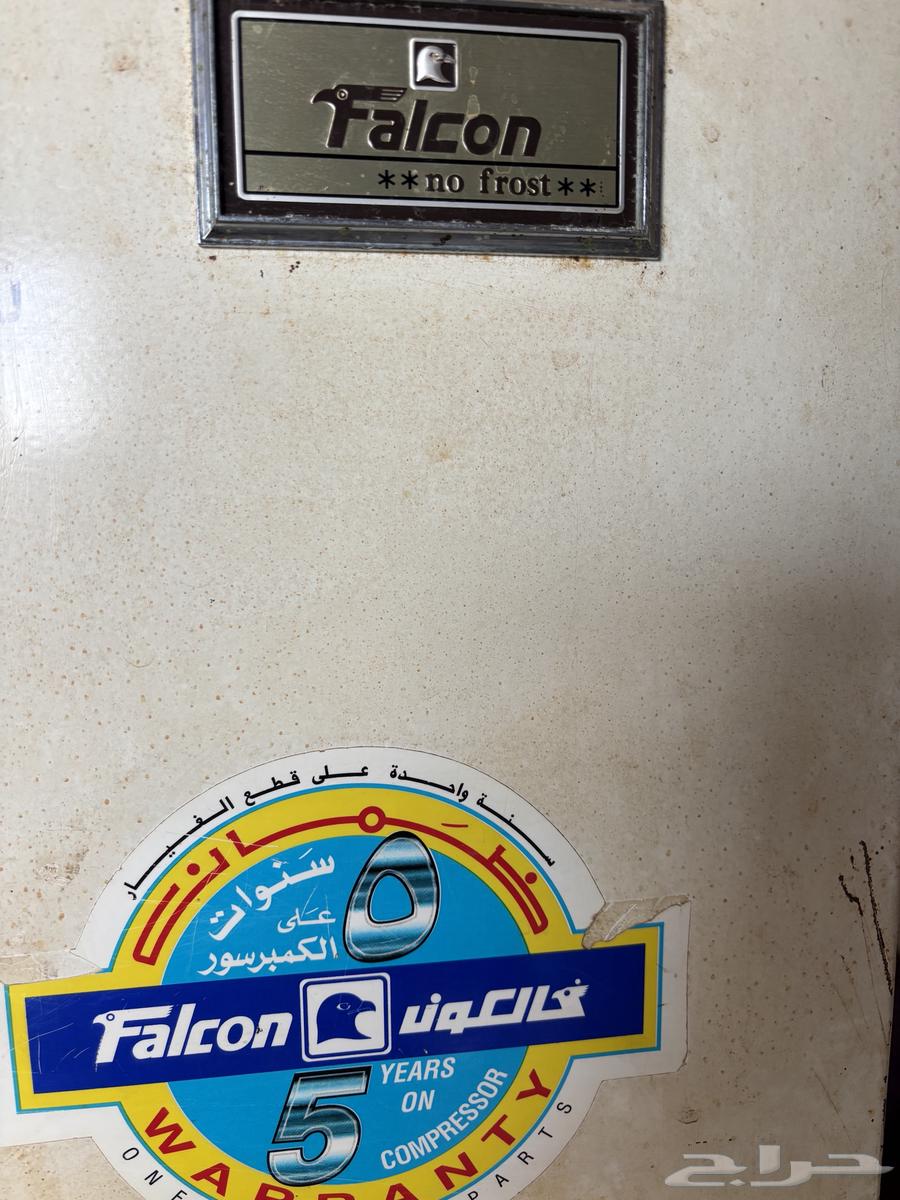 Falcon
**no frost**
سنة واحدة على قطع الغيار
ضمان
٥ سنوات
على
الكمبرسور
Falcon فالكون
5 YEARS
ON
COMPRESSOR
WARRANTY
ONE PARTS
حراج